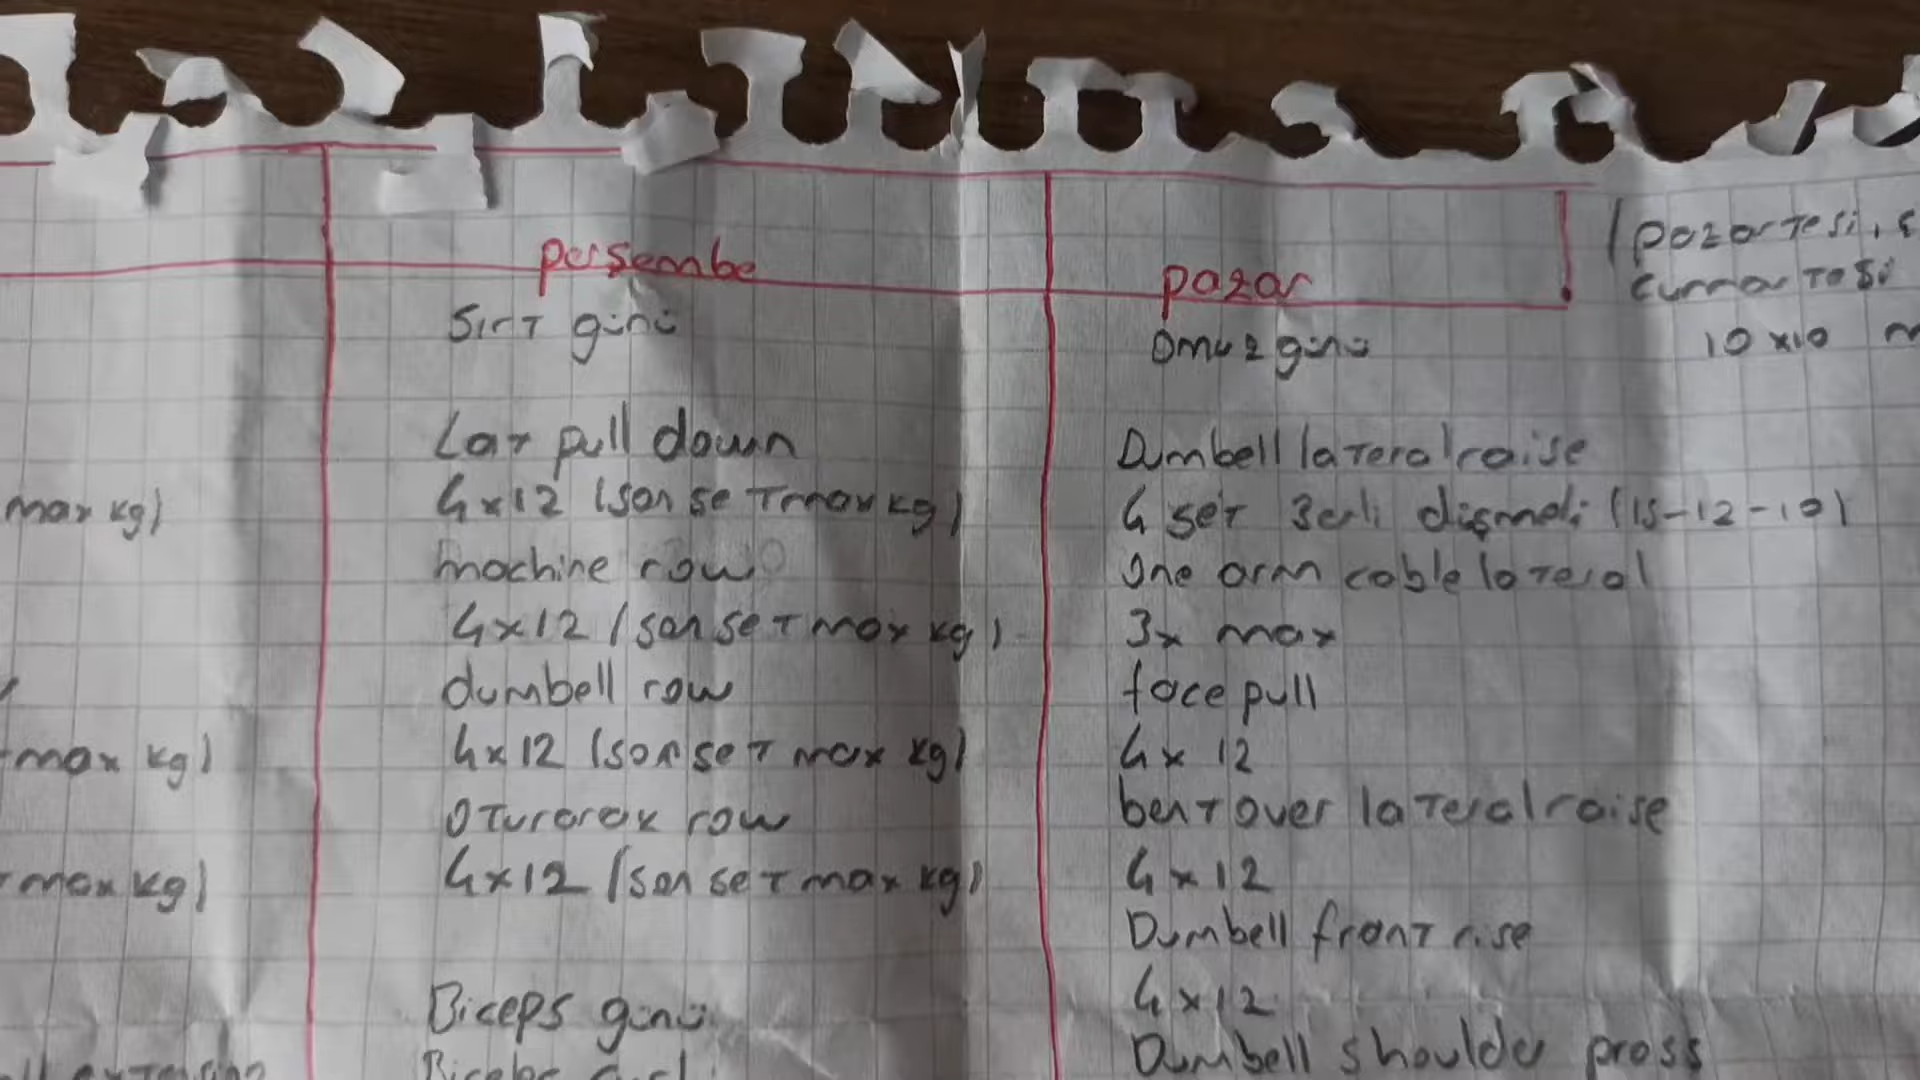 perşembe
Sırt günü
Lat pull down
4x12 (son set max kg)
machine row
4x12 (son set max kg)
dumbell row
4x12 (son set max kg)
oturarak row
4x12 (son set max kg)
Biceps günü
pazar
Omuz günü
Dumbell lateral raise
4 set 3erli düşmeli (15-12-10)
One arm cable lateral
3x max
face pull
4x12
bent over lateral raise
4x12
Dumbell front rise
4x12
Dumbell shoulder press
(pazartesi,
cumartesi
10x10
max kg)
max kg)
max kg)
extension